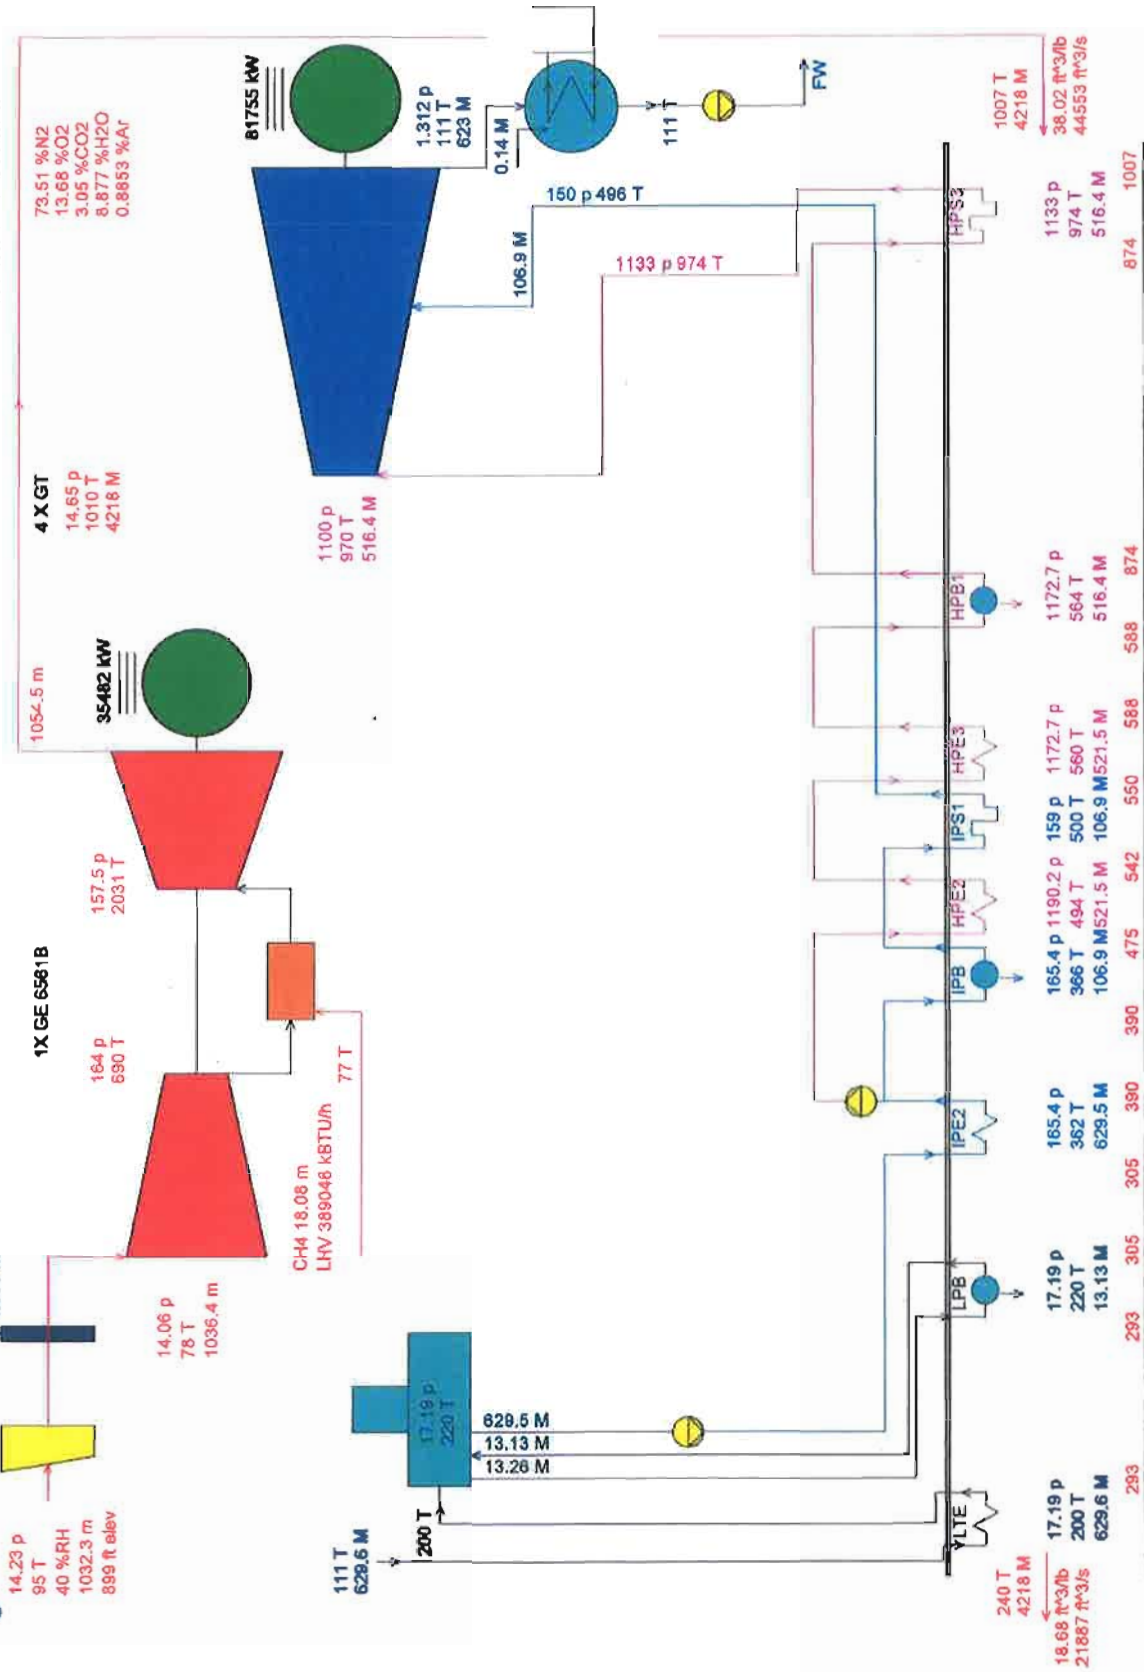 1X GE 6561B
4 X GT
14.23 p
95 T
40 %RH
1032.3 m
899 ft elev
14.06 p
78 T
1036.4 m
164 p
690 T
157.5 p
2031 T
35482 kW
1054.5 m
14.65 p
1010 T
4218 M
73.51 %N2
13.68 %O2
3.05 %CO2
8.877 %H2O
0.8853 %Ar
CH4 18.08 m
LHV 389046 kBTU/h
77 T
81755 kW
1100 p
970 T
516.4 M
1.312 p
111 T
623 M
0.14 M
111 T
FW
106.9 M
150 p 496 T
1133 p 974 T
111 T
629.6 M
200 T
17.19 p
220 T
629.5 M
13.13 M
13.26 M
LTE
LPB
IPE2
IPB
HPE2
IPS1
HPE3
HPB1
HPS3
240 T
4218 M
18.68 ft^3/lb
21887 ft^3/s
17.19 p
200 T
629.6 M
17.19 p
220 T
13.13 M
165.4 p
362 T
629.5 M
165.4 p
366 T
106.9 M
1190.2 p
494 T
521.5 M
159 p
500 T
106.9 M
1172.7 p
560 T
521.5 M
1172.7 p
564 T
516.4 M
1133 p
974 T
516.4 M
1007 T
4218 M
38.02 ft^3/lb
44553 ft^3/s
293 293 305 305 390 390 475 542 550 588 588 874 874 1007